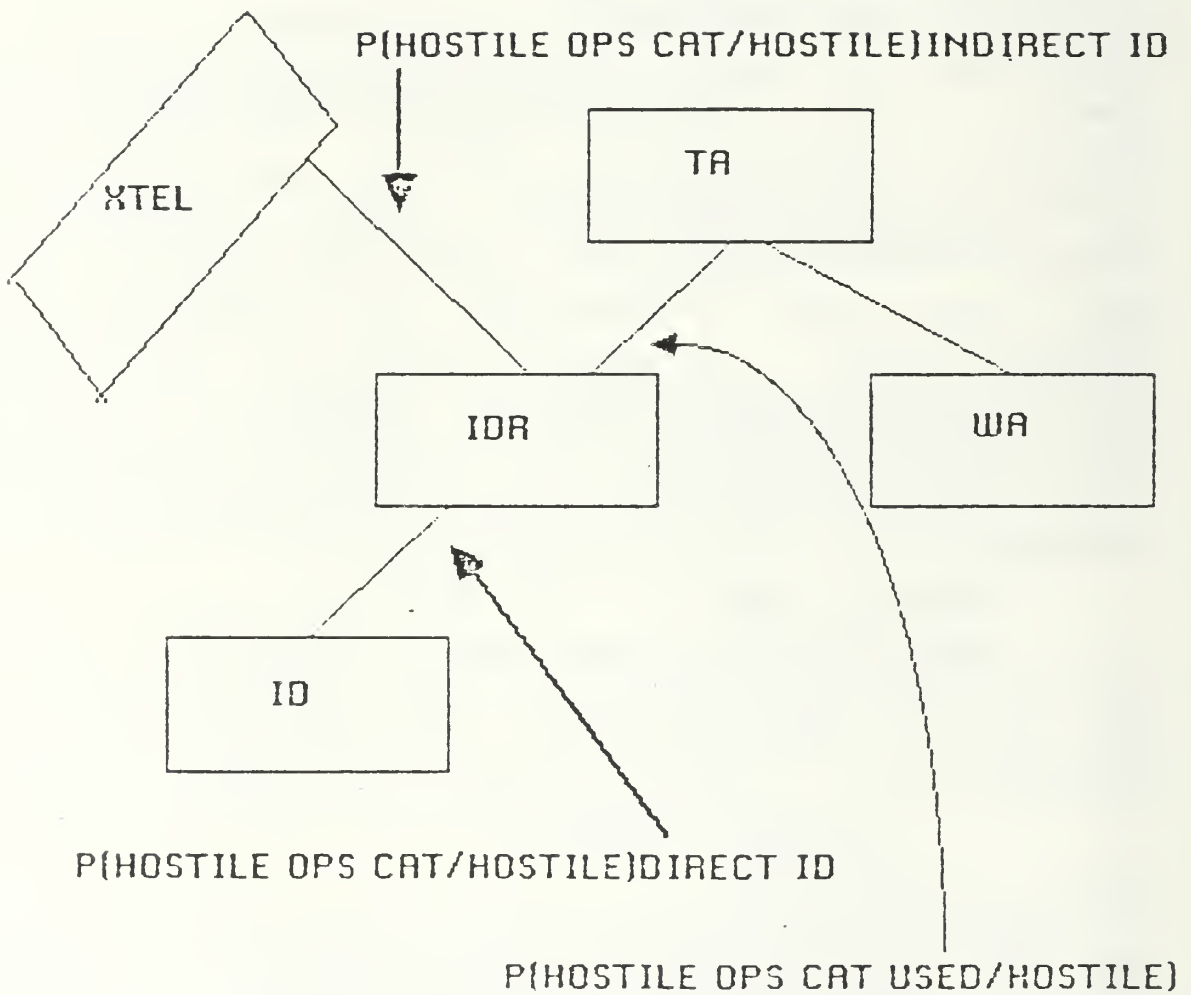 P(HOSTILE OPS CAT/HOSTILE)INDIRECT ID
TA
XTEL
IDR
WA
ID
P(HOSTILE OPS CAT/HOSTILE)DIRECT ID
P(HOSTILE OPS CAT USED/HOSTILE)